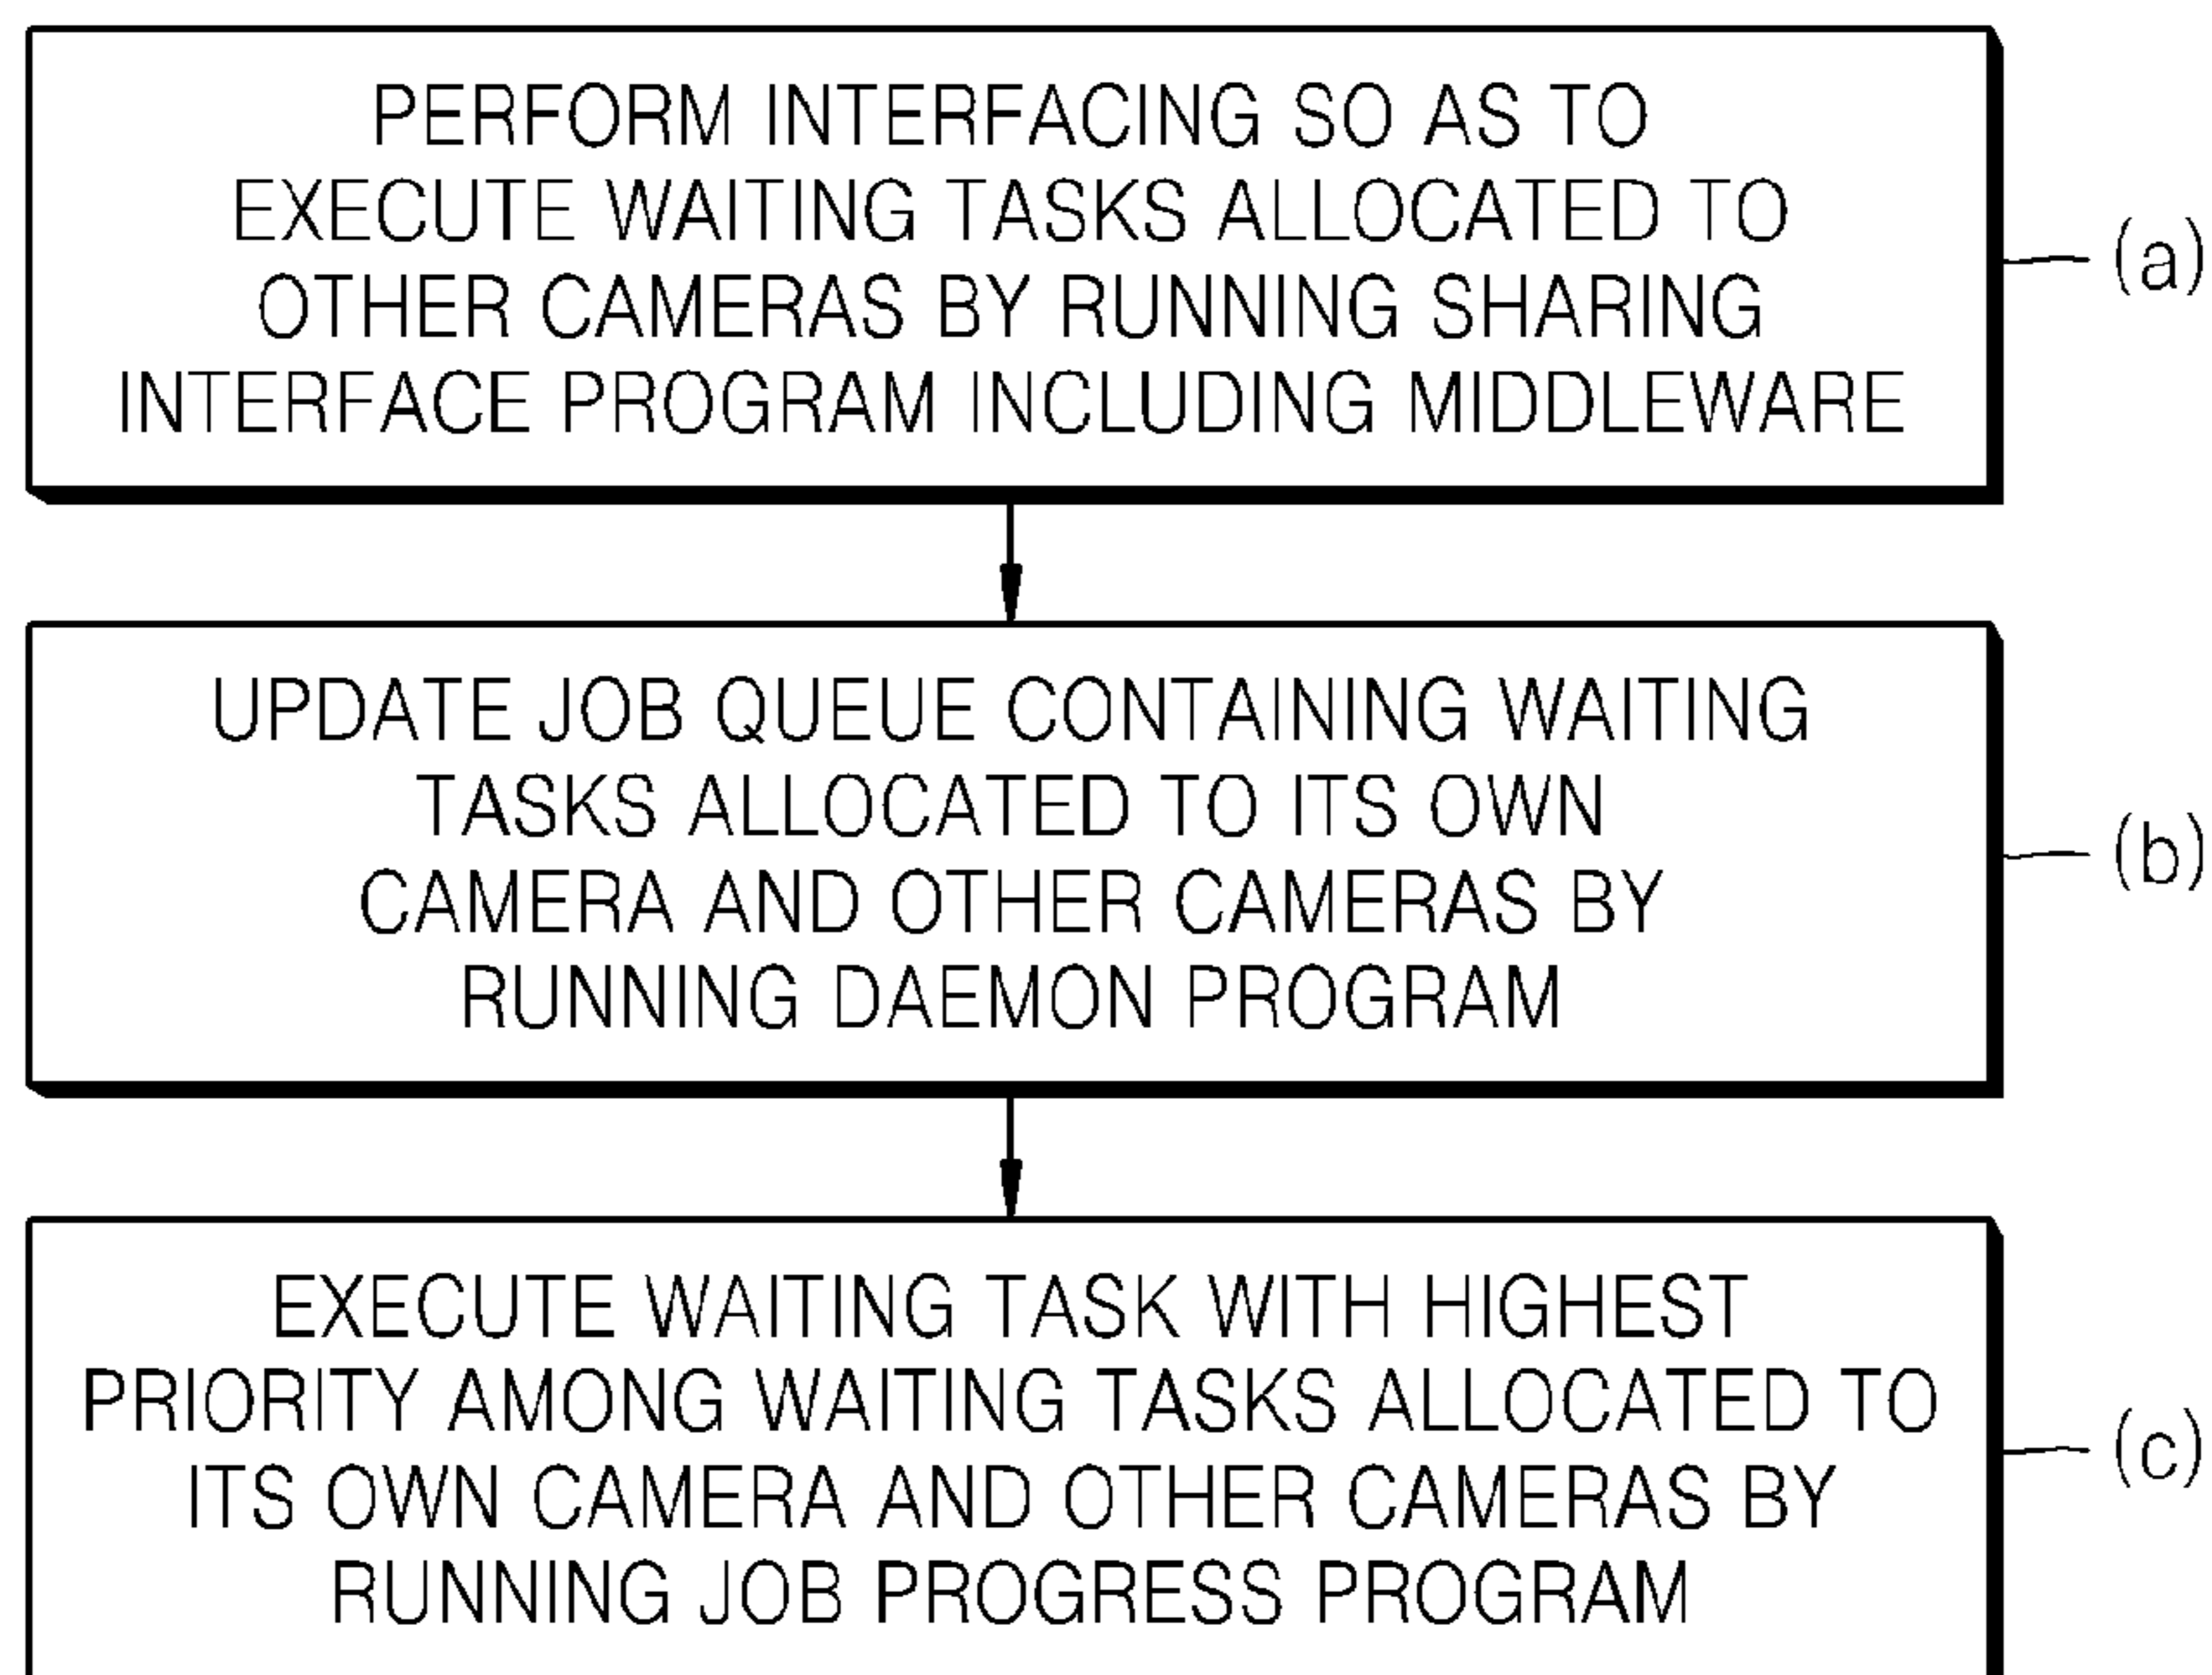 PERFORM INTERFACING SO AS TO
EXECUTE WAITING TASKS ALLOCATED TO
OTHER CAMERAS BY RUNNING SHARING
INTERFACE PROGRAM INCLUDING MIDDLEWARE
(a)
UPDATE JOB QUEUE CONTAINING WAITING
TASKS ALLOCATED TO ITS OWN
CAMERA AND OTHER CAMERAS BY
RUNNING DAEMON PROGRAM
(b)
EXECUTE WAITING TASK WITH HIGHEST
PRIORITY AMONG WAITING TASKS ALLOCATED TO
ITS OWN CAMERA AND OTHER CAMERAS BY
RUNNING JOB PROGRESS PROGRAM
(c)